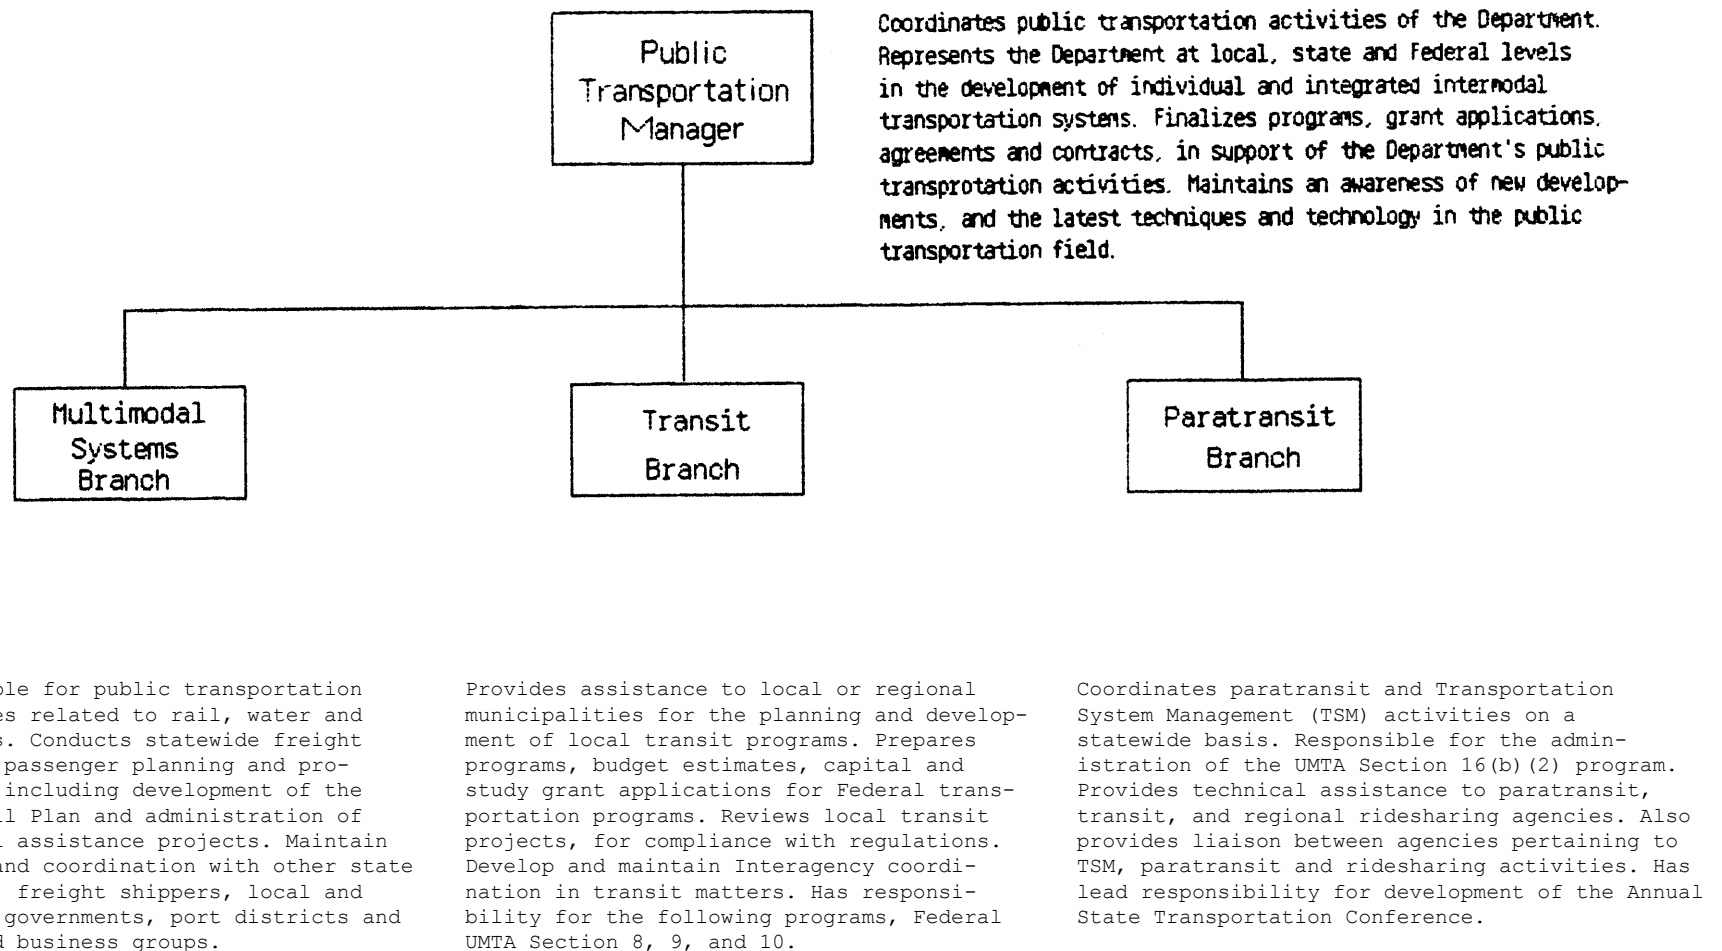 Public
Transportation
Manager
Coordinates public transportation activities of the Department.
Represents the Department at local, state and Federal levels
in the development of individual and integrated intermodal
transportation systems. Finalizes programs, grant applications,
agreements and contracts, in support of the Department's public
transprotation activities. Maintains an awareness of new develop-
ments, and the latest techniques and technology in the public
transportation field.
Multimodal
Systems
Branch
Transit
Branch
Paratransit
Branch
for public transportation
related to rail, water and
Conducts statewide freight
passenger planning and pro-
including development of the
Plan and administration of
assistance projects. Maintain
and coordination with other state
freight shippers, local and
governments, port districts and
business groups.
Provides assistance to local or regional
municipalities for the planning and develop-
ment of local transit programs. Prepares
programs, budget estimates, capital and
study grant applications for Federal trans-
portation programs. Reviews local transit
projects, for compliance with regulations.
Develop and maintain Interagency coordi-
nation in transit matters. Has responsi-
bility for the following programs, Federal
UMTA Section 8, 9, and 10.
Coordinates paratransit and Transportation
System Management (TSM) activities on a
statewide basis. Responsible for the admin-
istration of the UMTA Section 16(b)(2) program.
Provides technical assistance to paratransit,
transit, and regional ridesharing agencies. Also
provides liaison between agencies pertaining to
TSM, paratransit and ridesharing activities. Has
lead responsibility for development of the Annual
State Transportation Conference.